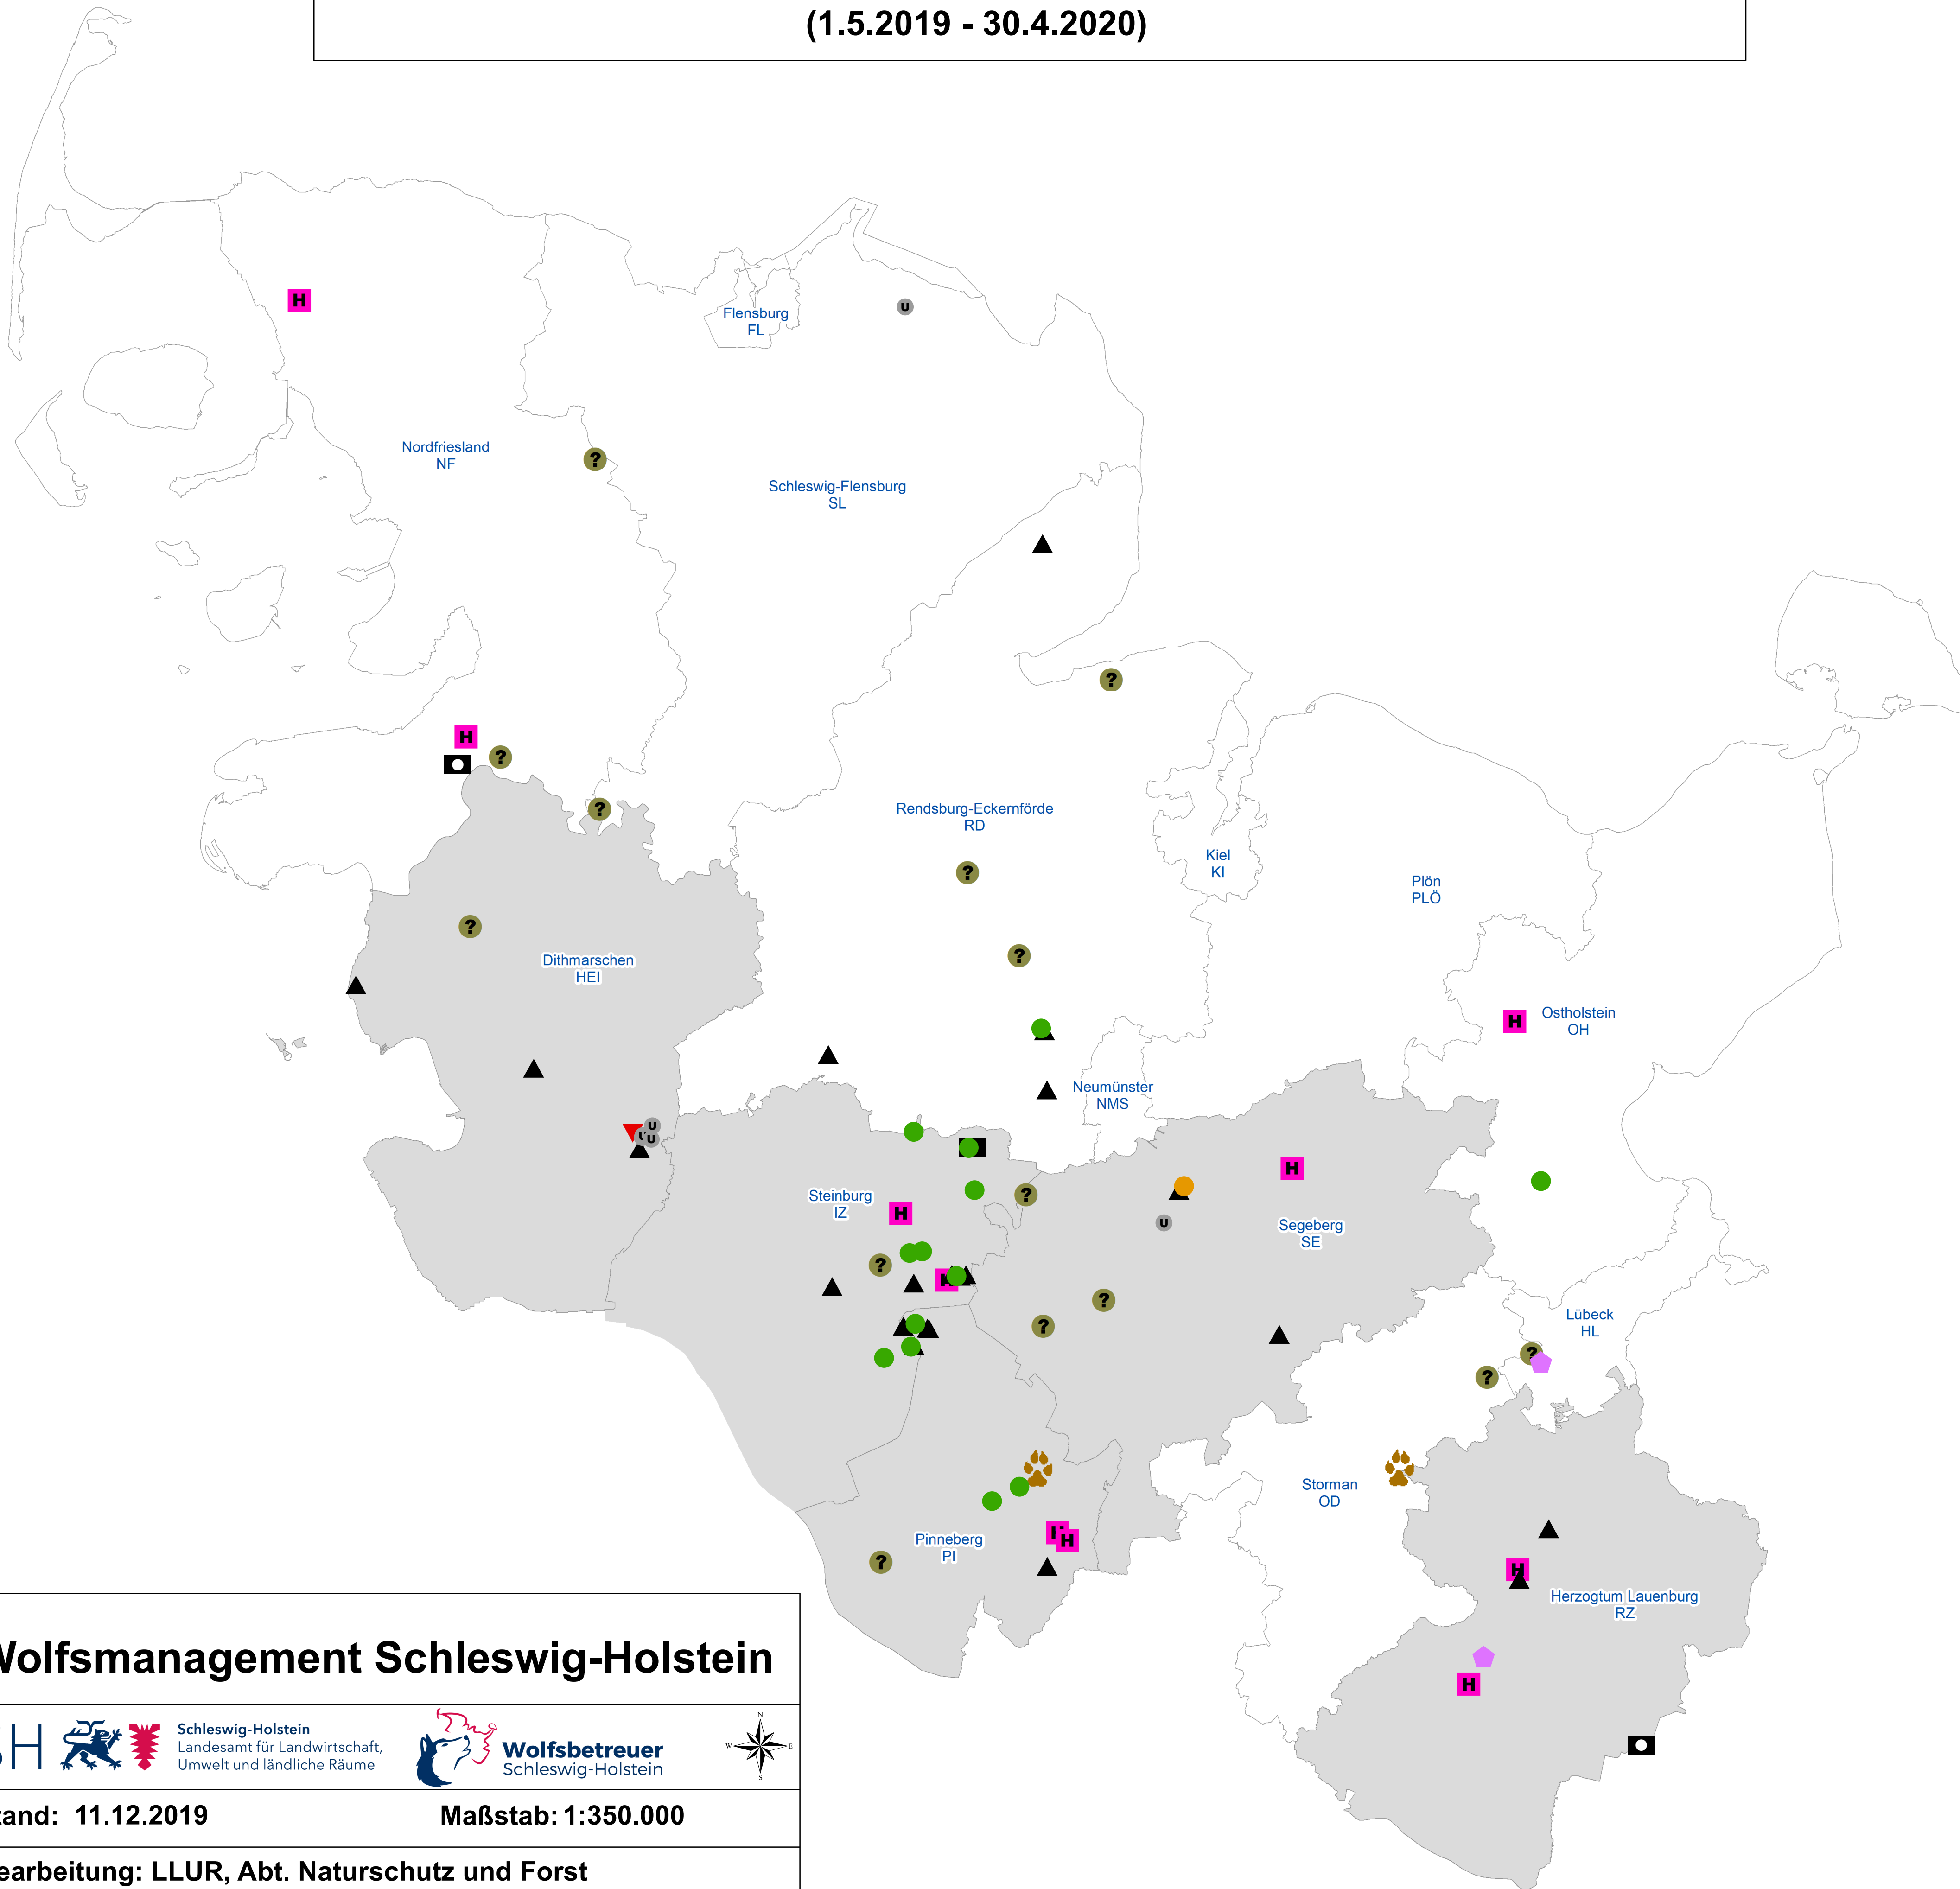 (1.5.2019 - 30.4.2020)
H
U
Flensburg
FL
Nordfriesland
NF
?
Schleswig-Flensburg
SL
?
H
?
?
Rendsburg-Eckernförde
RD
Kiel
KI
?
Plön
PLÖ
?
?
Dithmarschen
HEI
H
Ostholstein
OH
Neumünster
NMS
U
U
U
H
?
Steinburg
IZ
H
U
Segeberg
SE
?
H
?
?
Lübeck
HL
?
?
Storman
OD
H
H
Pinneberg
PI
?
H
Herzogtum Lauenburg
RZ
H
Wolfsmanagement Schleswig-Holstein
SH
Schleswig-Holstein
Landesamt für Landwirtschaft,
Umwelt und ländliche Räume
Wolfsbetreuer
Schleswig-Holstein
N
W E
S
tand: 11.12.2019 Maßstab: 1:350.000
earbeitung: LLUR, Abt. Naturschutz und Forst